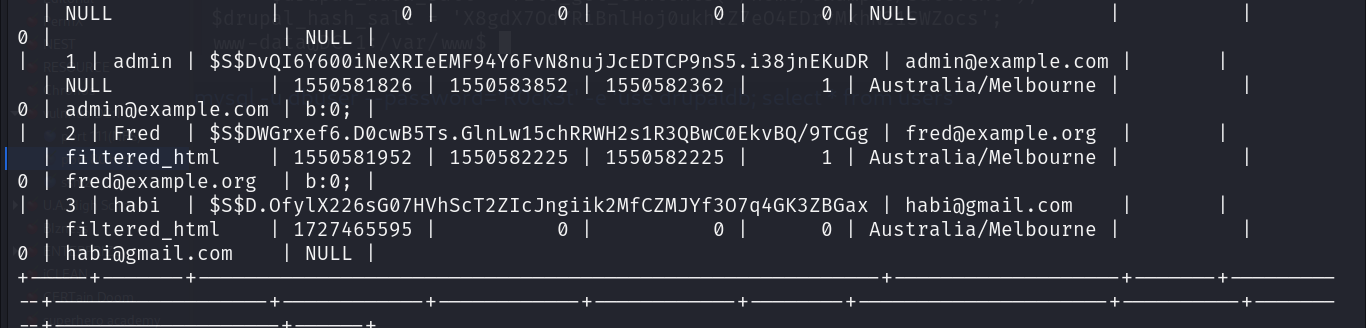 | NULL | 0 | 0 | 0 | 0 | NULL | |
0 | | NULL |
| 1 | admin | $S$DvQI6Y600iNeXRIeEMF94Y6FvN8nujJcEDTCP9nS5.i38jnEKuDR | admin@example.com | |
| NULL | 1550581826 | 1550583852 | 1550582362 | 1 | Australia/Melbourne | |
0 | admin@example.com | b:0; |
| 2 | Fred | $S$DWGrxef6.D0cwB5Ts.GlnLw15chRRWH2s1R3QBwC0EkvBQ/9TCGg | fred@example.org | |
| filtered_html | 1550581952 | 1550582225 | 1550582225 | 1 | Australia/Melbourne | |
0 | fred@example.org | b:0; |
| 3 | habi | $S$D.OfylX226sG07HVhScT2ZIcJngiik2MfCZMJYf3O7q4GK3ZBGax | habi@gmail.com | |
| filtered_html | 1727465595 | 0 | 0 | 0 | Australia/Melbourne | |
0 | habi@gmail.com | NULL |